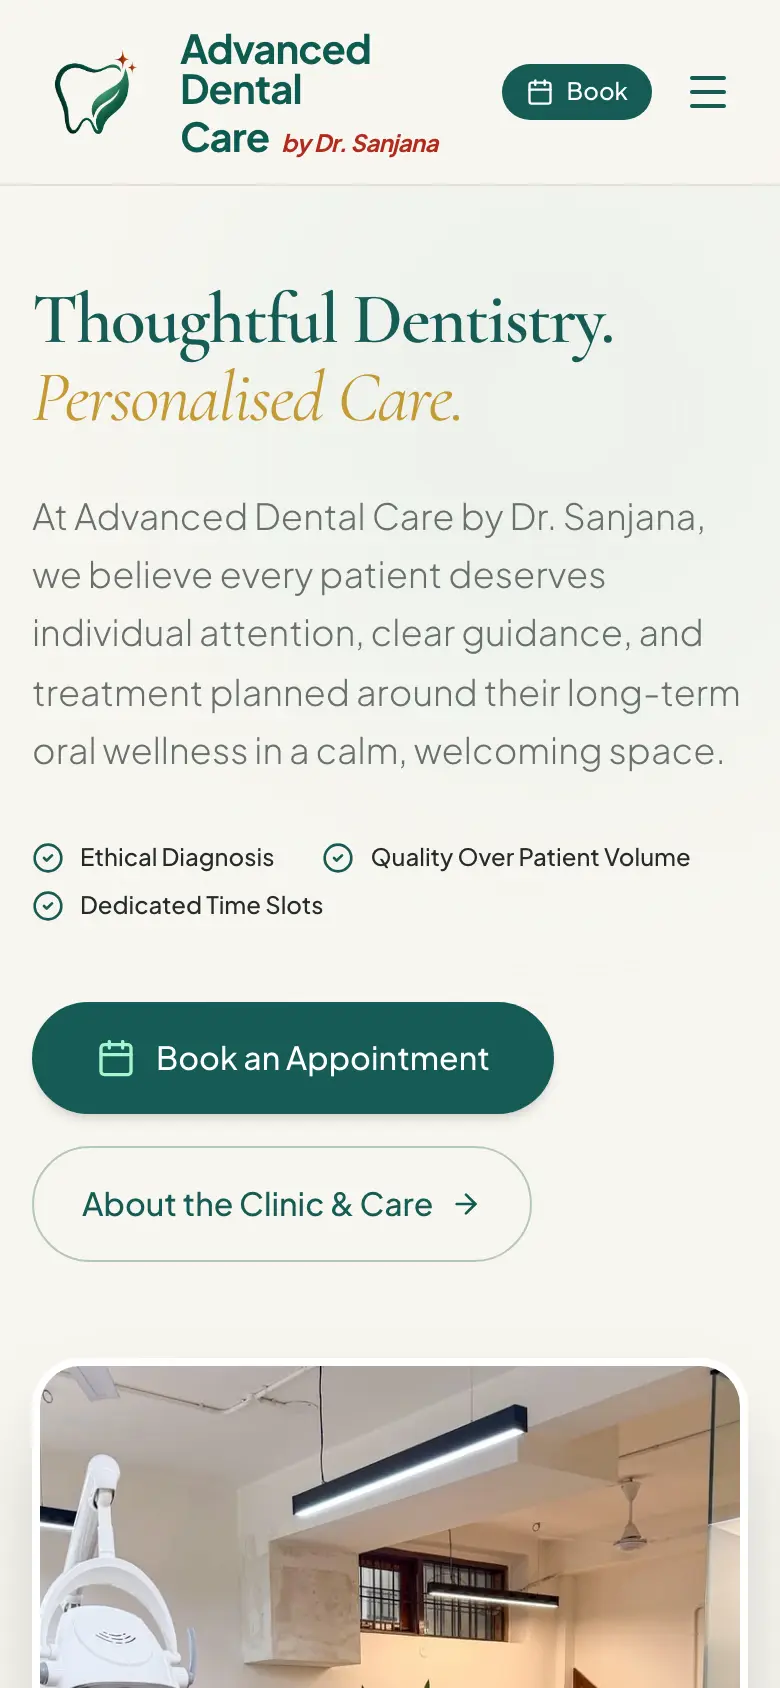 Advanced
Dental
Care by Dr. Sanjana
Book
Thoughtful Dentistry.
Personalised Care.
At Advanced Dental Care by Dr. Sanjana,
we believe every patient deserves
individual attention, clear guidance, and
treatment planned around their long-term
oral wellness in a calm, welcoming space.
Ethical Diagnosis
Quality Over Patient Volume
Dedicated Time Slots
Book an Appointment
About the Clinic & Care